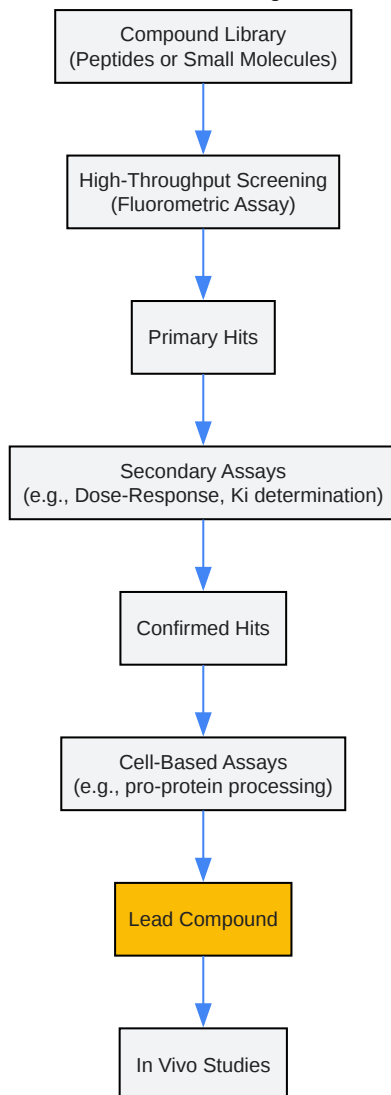 Compound Library
(Peptides or Small Molecules)
High-Throughput Screening
(Fluorometric Assay)
Primary Hits
Secondary Assays
(e.g., Dose-Response, Ki determination)
Confirmed Hits
Cell-Based Assays
(e.g., pro-protein processing)
Lead Compound
In Vivo Studies